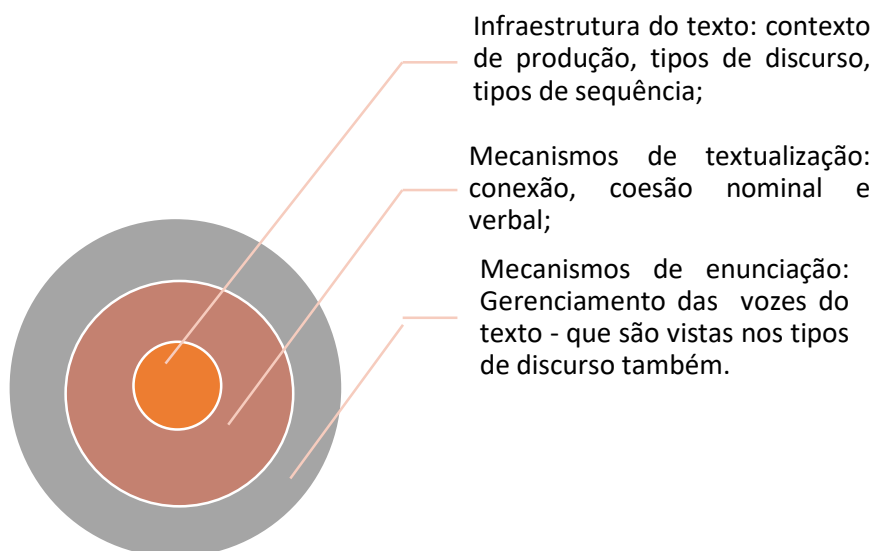 Infraestrutura do texto: contexto
de produção, tipos de discurso,
tipos de sequência;
Mecanismos de textualização:
conexão, coesão nominal e
verbal;
Mecanismos de enunciação:
Gerenciamento das vozes do
texto - que são vistas nos tipos
de discurso também.